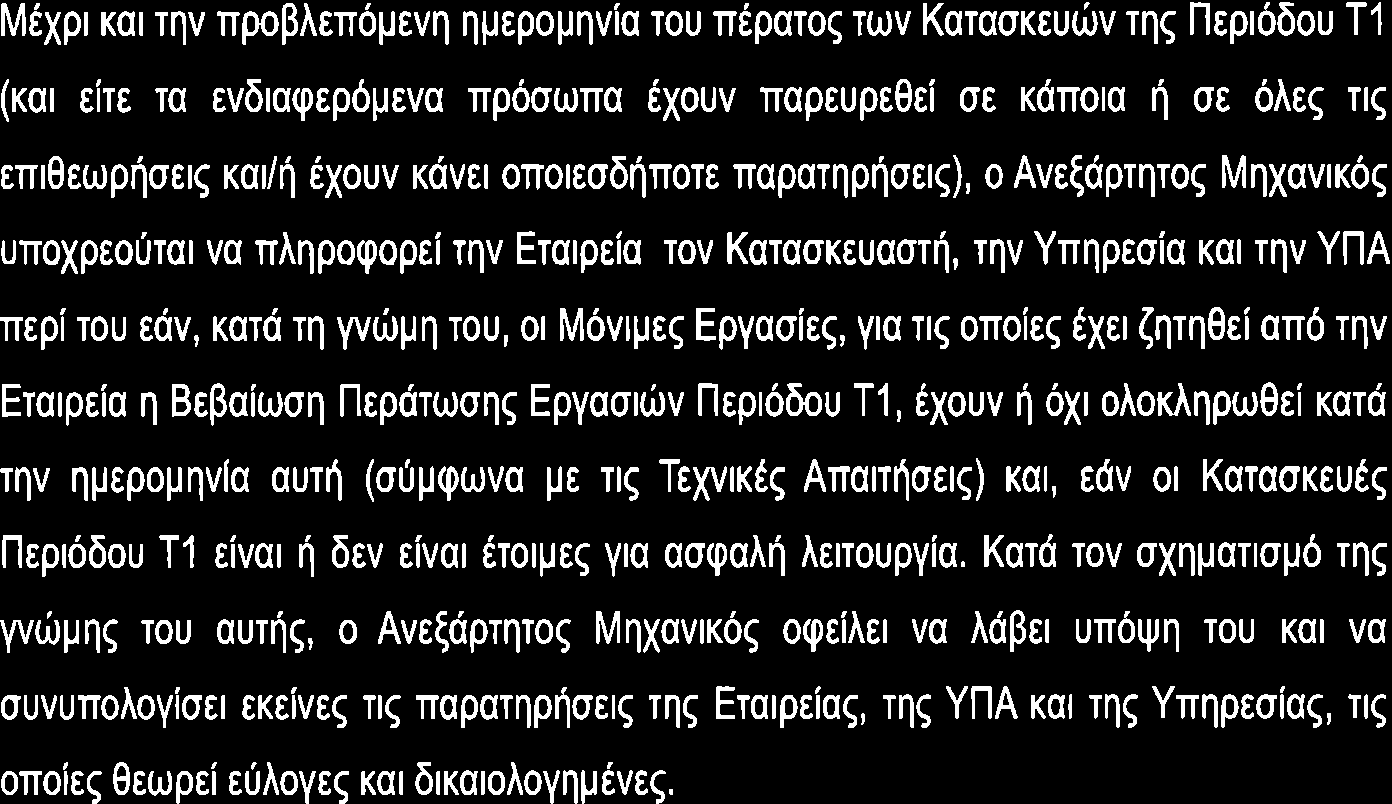 Μέχρι και την προβλεπόμενη ημερομηνία του πέρατος των Κατασκευών της Περιόδου Τ1
(και είτε τα ενδιαφερόμενα πρόσωπα έχουν παρευρεθεί σε κάποια ή σε όλες τις
επιθεωρήσεις και/ή έχουν κάνει οποιεσδήποτε παρατηρήσεις), ο Ανεξάρτητος Μηχανικός
υποχρεούται να πληροφορεί την Εταιρεία τον Κατασκευαστή, την Υπηρεσία και την ΥΠΑ
περί του εάν, κατά τη γνώμη του, οι Μόνιμες Εργασίες, για τις οποίες έχει ζητηθεί από την
Εταιρεία η Βεβαίωση Περάτωσης Εργασιών Περιόδου Τ1, έχουν ή όχι ολοκληρωθεί κατά
την ημερομηνία αυτή (σύμφωνα με τις Τεχνικές Απαιτήσεις) και, εάν οι Κατασκευές
Περιόδου Τ1 είναι ή δεν είναι έτοιμες για ασφαλή λειτουργία. Κατά τον σχηματισμό της
γνώμης του αυτής, ο Ανεξάρτητος Μηχανικός οφείλει να λάβει υπόψη του και να
συνυπολογίσει εκείνες τις παρατηρήσεις της Εταιρείας, της ΥΠΑ και της Υπηρεσίας, τις
οποίες θεωρεί εύλογες και δικαιολογημένες.